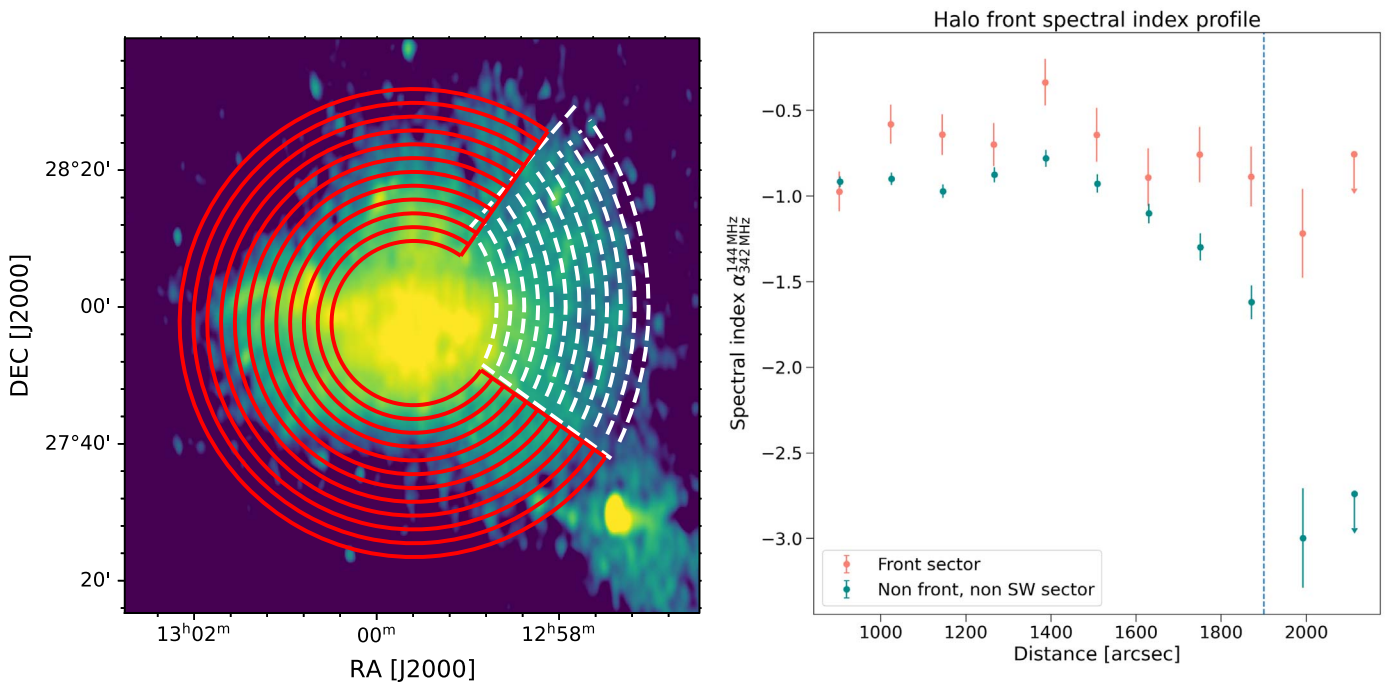 28°20'
00'
27°40'
20'
DEC [J2000]
13ʰ02ᵐ
00ᵐ
12ʰ58ᵐ
RA [J2000]
Halo front spectral index profile
−0.5
−1.0
−1.5
−2.0
−2.5
−3.0
Spectral index α¹⁴⁴ ᴹᴴᶻ₃₄₂ MHz
Front sector
Non front, non SW sector
1000
1200
1400
1600
1800
2000
Distance [arcsec]